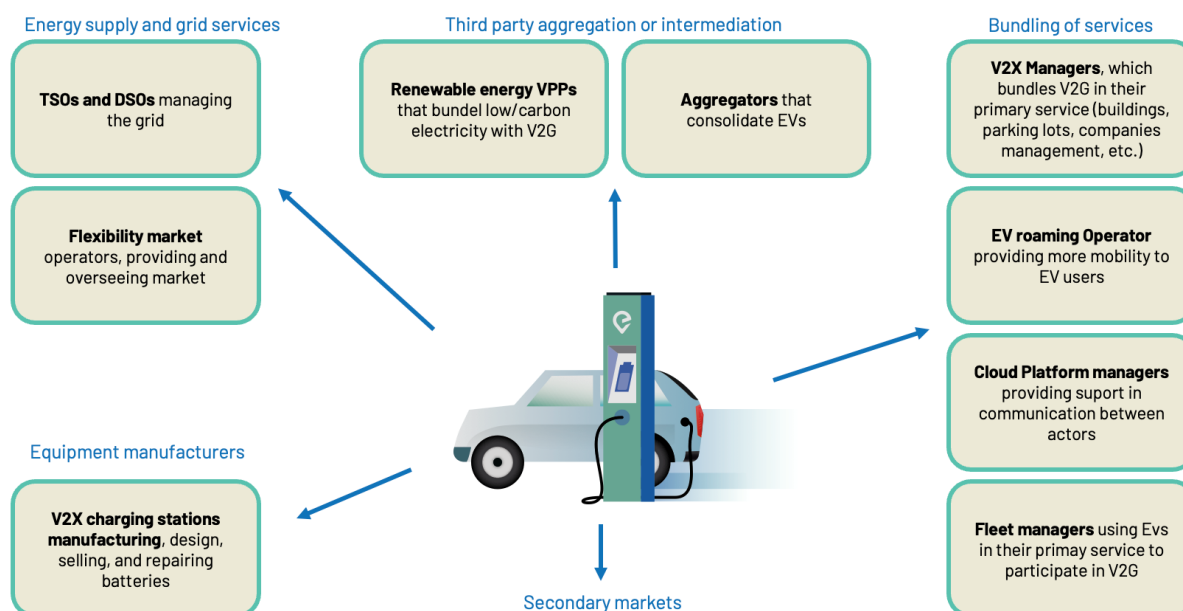 Energy supply and grid services
TSOs and DSOs managing
the grid
Flexibility market
operators, providing and
overseeing market
Third party aggregation or intermediation
Renewable energy VPPs
that bundel low/carbon
electricity with V2G
Aggregators that
consolidate EVs
Bundling of services
V2X Managers, which
bundles V2G in their
primary service (buildings,
parking lots, companies
management, etc.)
EV roaming Operator
providing more mobility to
EV users
Cloud Platform managers
providing suport in
communication between
actors
Fleet managers using Evs
in their primay service to
participate in V2G
Equipment manufacturers
V2X charging stations
manufacturing, design,
selling, and repairing
batteries
Secondary markets